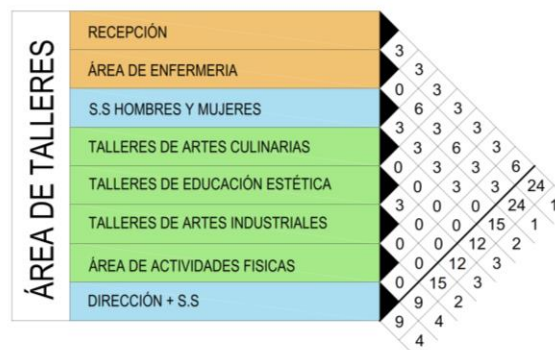 ÁREA DE TALLERES
RECEPCIÓN
ÁREA DE ENFERMERIA
S.S HOMBRES Y MUJERES
TALLERES DE ARTES CULINARIAS
TALLERES DE EDUCACIÓN ESTÉTICA
TALLERES DE ARTES INDUSTRIALES
ÁREA DE ACTIVIDADES FISICAS
DIRECCIÓN + S.S
3
3
0 3
6 3
3 3 3
3 6 3
0 3 3 6
0 3 3 24
3 0 0 24 1
0 0 15 1
0 0 12 2
0 12 3
0 15 3
9 2
9 4
4